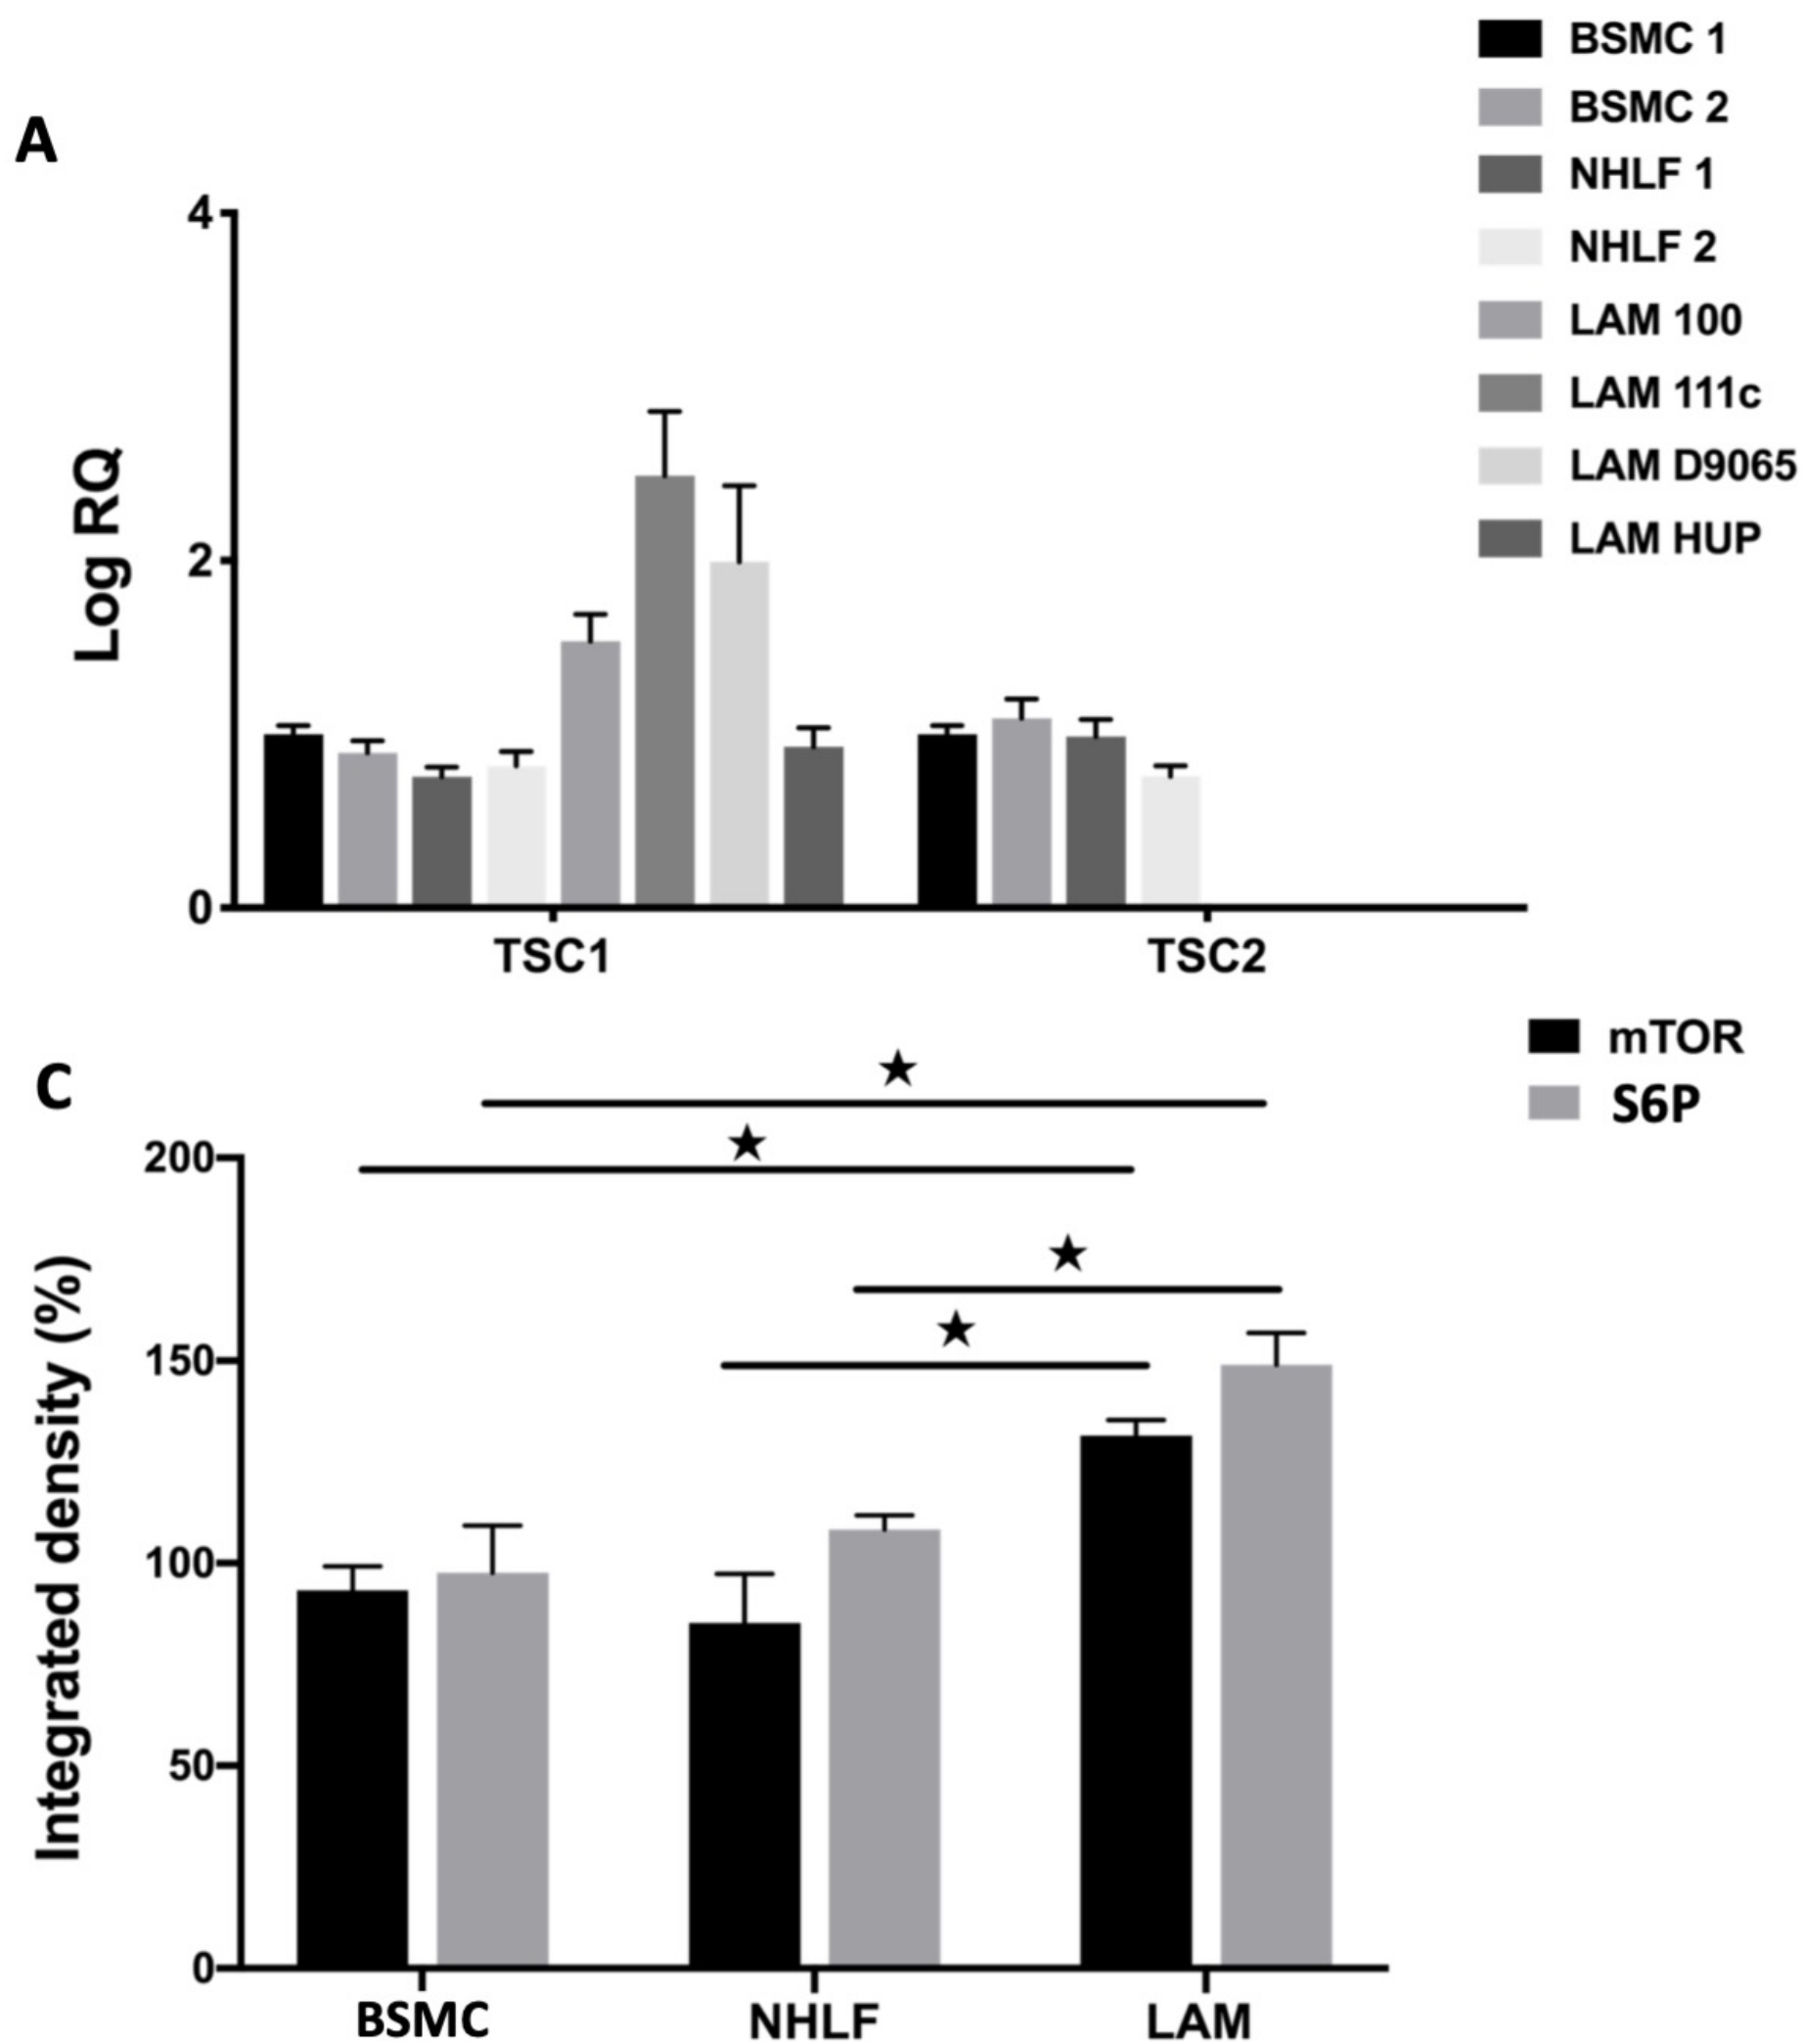 BSMC 1
BSMC 2
NHLF 1
NHLF 2
LAM 100
LAM 111c
LAM D9065
LAM HUP
A
4
2
0
Log RQ
TSC1
TSC2
mTOR
S6P
C
200
150
100
50
0
Integrated density (%)
BSMC
NHLF
LAM